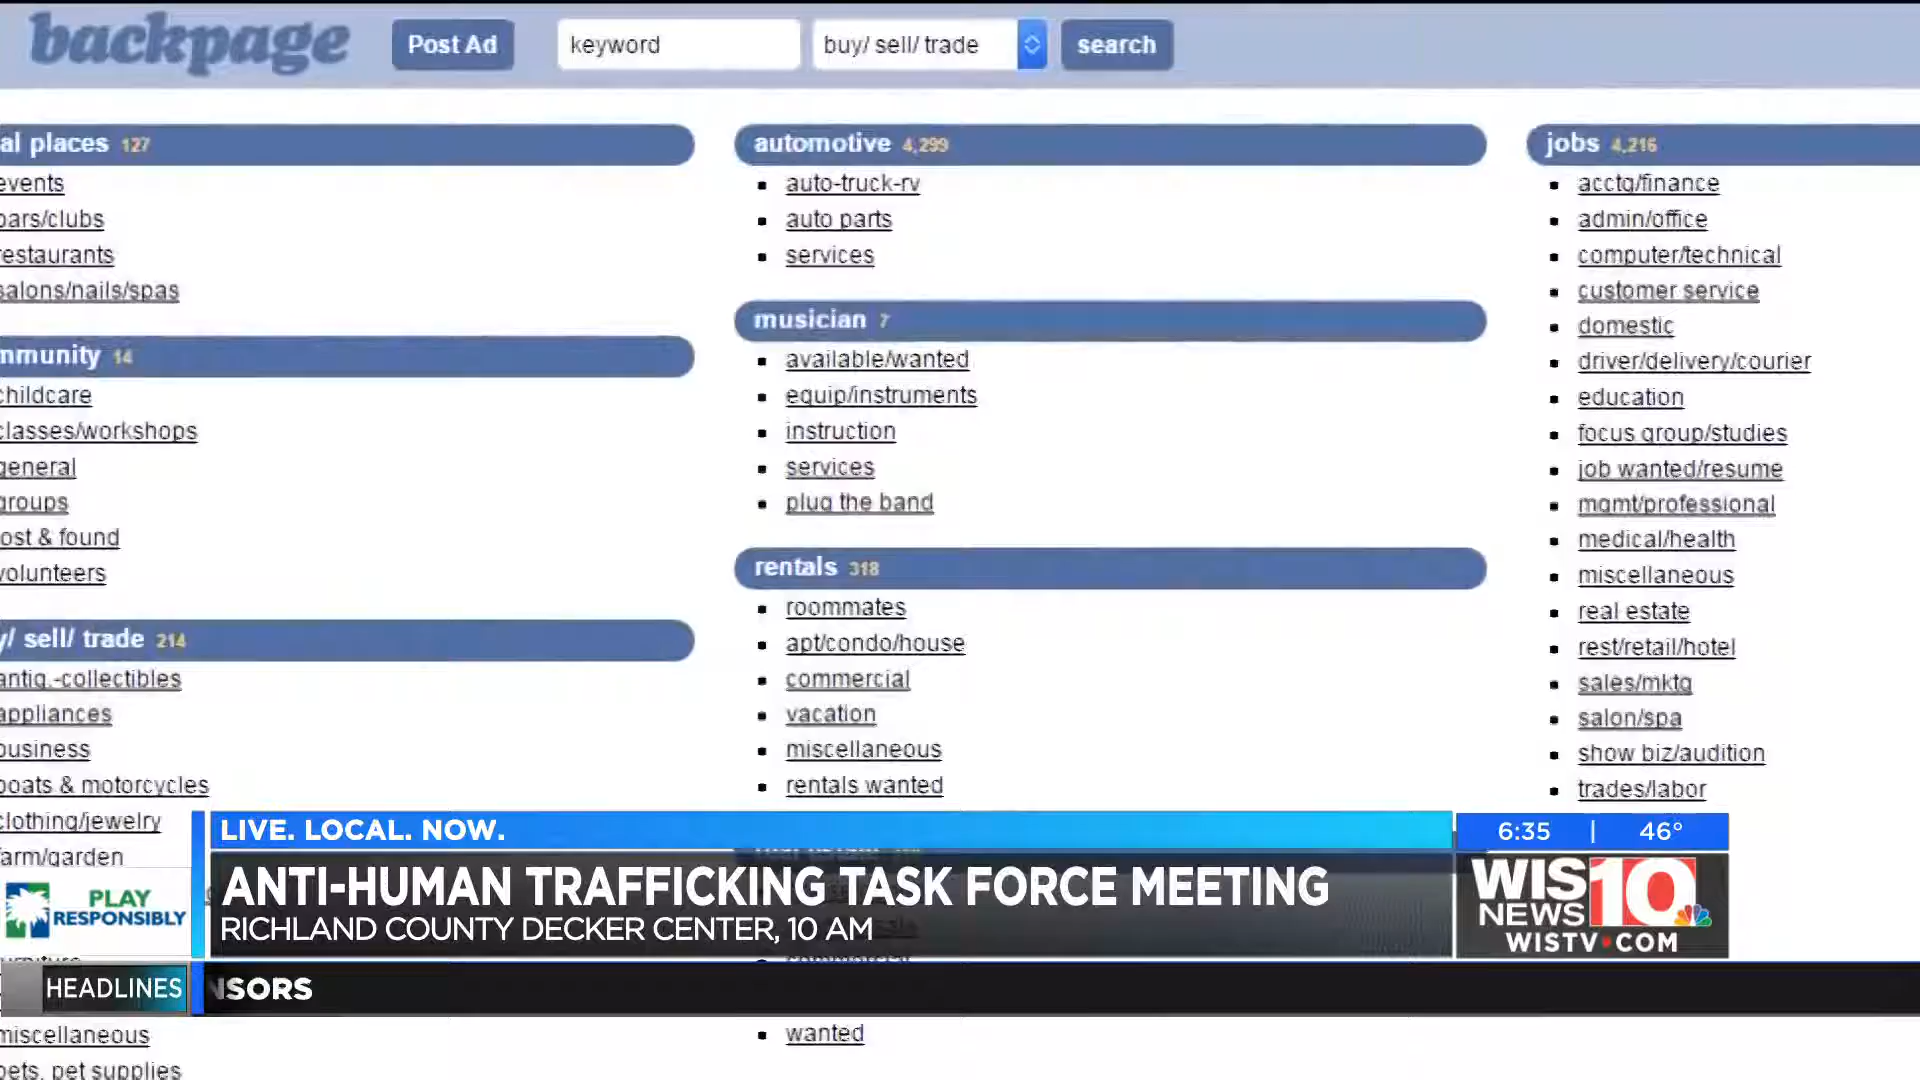 backpage
Post Ad
keyword
buy/ sell/ trade
search
al places 127
events
bars/clubs
restaurants
salons/nails/spas
mmunity 14
childcare
classes/workshops
general
groups
ost & found
volunteers
y/ sell/ trade 214
antiq.-collectibles
appliances
business
boats & motorcycles
clothing/jewelry
farm/garden
miscellaneous
pets, pet supplies
automotive 4,299
auto-truck-rv
auto parts
services
musician 7
available/wanted
equip/instruments
instruction
services
plug the band
rentals 318
roommates
apt/condo/house
commercial
vacation
miscellaneous
rentals wanted
commercial
wanted
jobs 4,216
acctg/finance
admin/office
computer/technical
customer service
domestic
driver/delivery/courier
education
focus group/studies
job wanted/resume
mgmt/professional
medical/health
miscellaneous
real estate
rest/retail/hotel
sales/mktg
salon/spa
show biz/audition
trades/labor
LIVE. LOCAL. NOW.
ANTI-HUMAN TRAFFICKING TASK FORCE MEETING
RICHLAND COUNTY DECKER CENTER, 10 AM
6:35 | 46°
WIS10
NEWS
WISTV.COM
PLAY
RESPONSIBLY
HEADLINES
NSORS